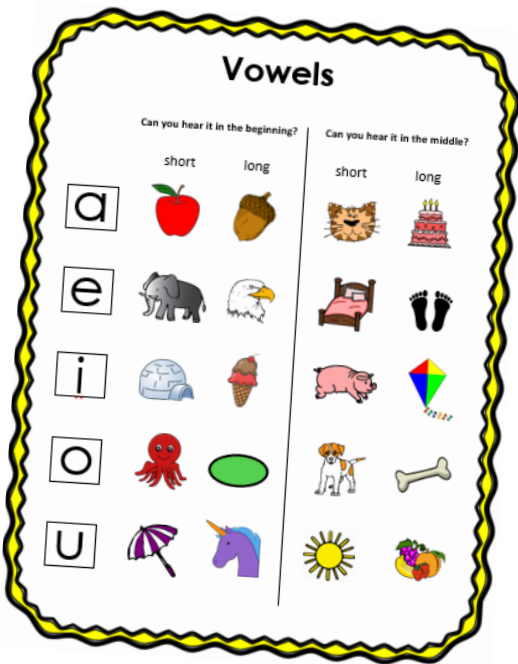 Vowels
Can you hear it in the beginning?
Can you hear it in the middle?
short
long
short
long
a
e
i
o
u